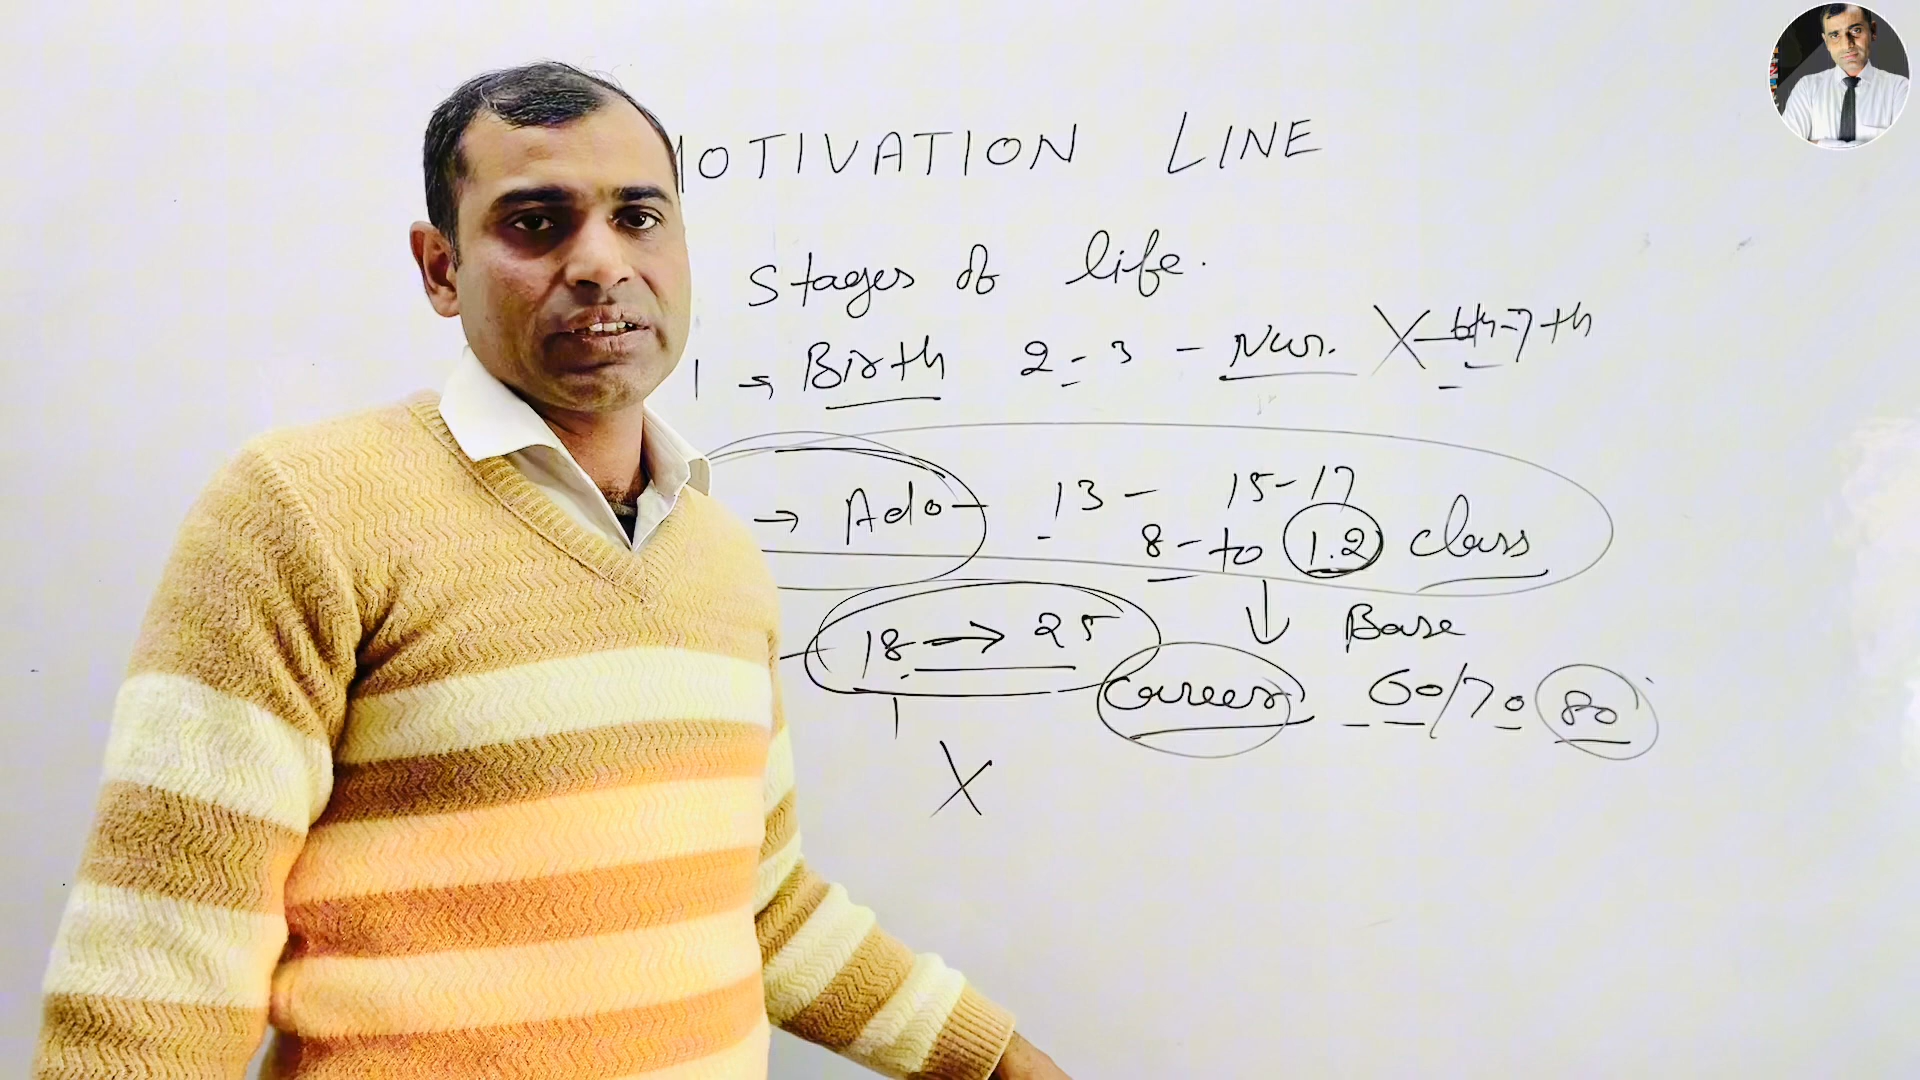 MOTIVATION LINE
Stages of life.
1 → Birth 2-3 - Nur. X - 6th-7th
→ Ado- 13 - 15-17
8 - to 12 class
↓ Base
18 → 25
Career 60/70 80
X